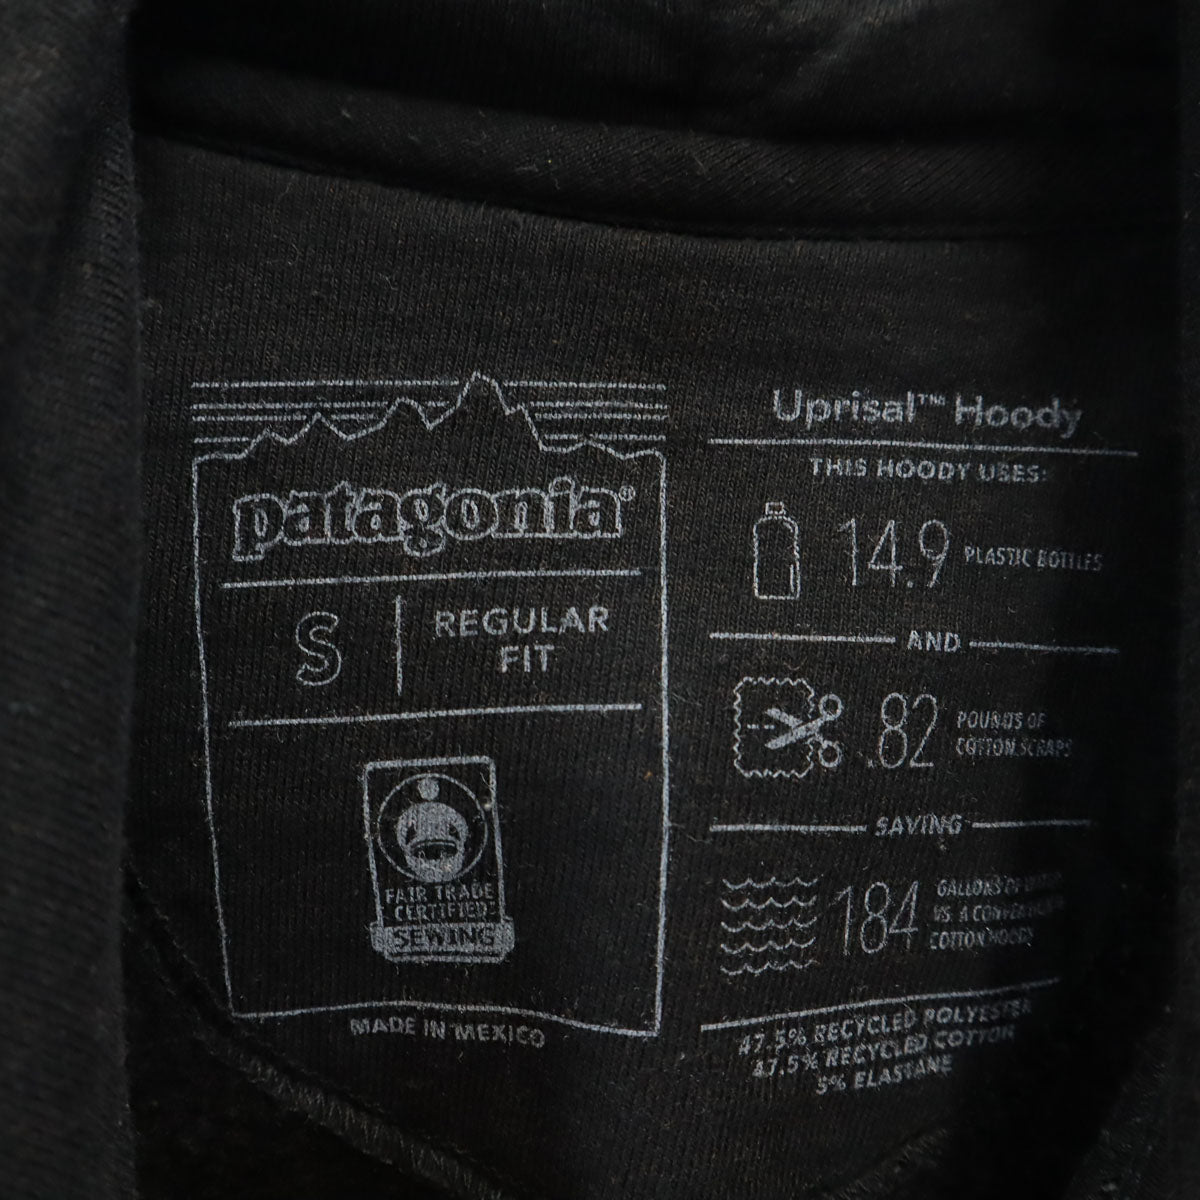 patagonia®
S
REGULAR
FIT
FAIR TRADE
CERTIFIED
SEWING
MADE IN MEXICO
Uprisal™ Hoody
THIS HOODY USES:
14.9 PLASTIC BOTTLES
AND
.82 POUNDS OF
COTTON SCRAPS
SAVING
184 GALLONS OF WATER
VS. A CONVENTIONAL
COTTON HOODY
47.5% RECYCLED POLYESTER
47.5% RECYCLED COTTON
5% ELASTANE